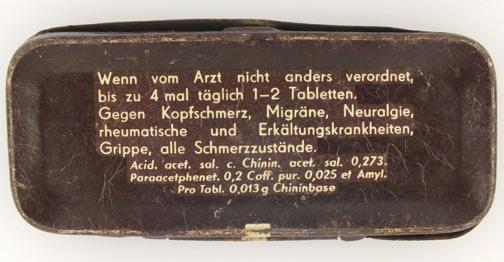 Wenn vom Arzt nicht anders verordnet,
bis zu 4 mal täglich 1–2 Tabletten.
Gegen Kopfschmerz, Migräne, Neuralgie,
rheumatische und Erkältungskrankheiten,
Grippe, alle Schmerzzustände.
Acid. acet. sal. c. Chinin. acet. sal. 0,273.
Paraacetphenet. 0,2 Coff. pur. 0,025 et Amyl.
Pro Tabl. 0,013 g Chininbase